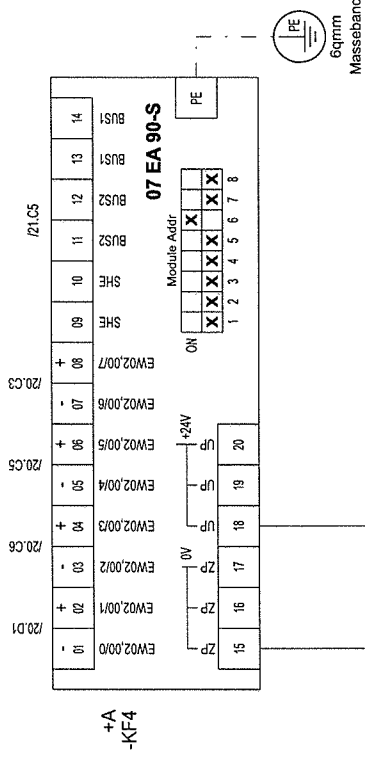 /20.D1 /20.C6 /20.C5 /20.C3 /21.C5
- + - + - + - +
01 02 03 04 05 06 07 08 09 10 11 12 13 14
EW02,00/0 EW02,00/1 EW02,00/2 EW02,00/3 EW02,00/4 EW02,00/5 EW02,00/6 EW02,00/7 SHE SHE BUS2 BUS2 BUS1 BUS1
+A
-KF4
07 EA 90-S
Module Addr
ON
X
X X X X X X X
1 2 3 4 5 6 7 8
0V +24V
ZP ZP ZP UP UP UP
15 16 17 18 19 20
PE
PE
6qmm
Masseband